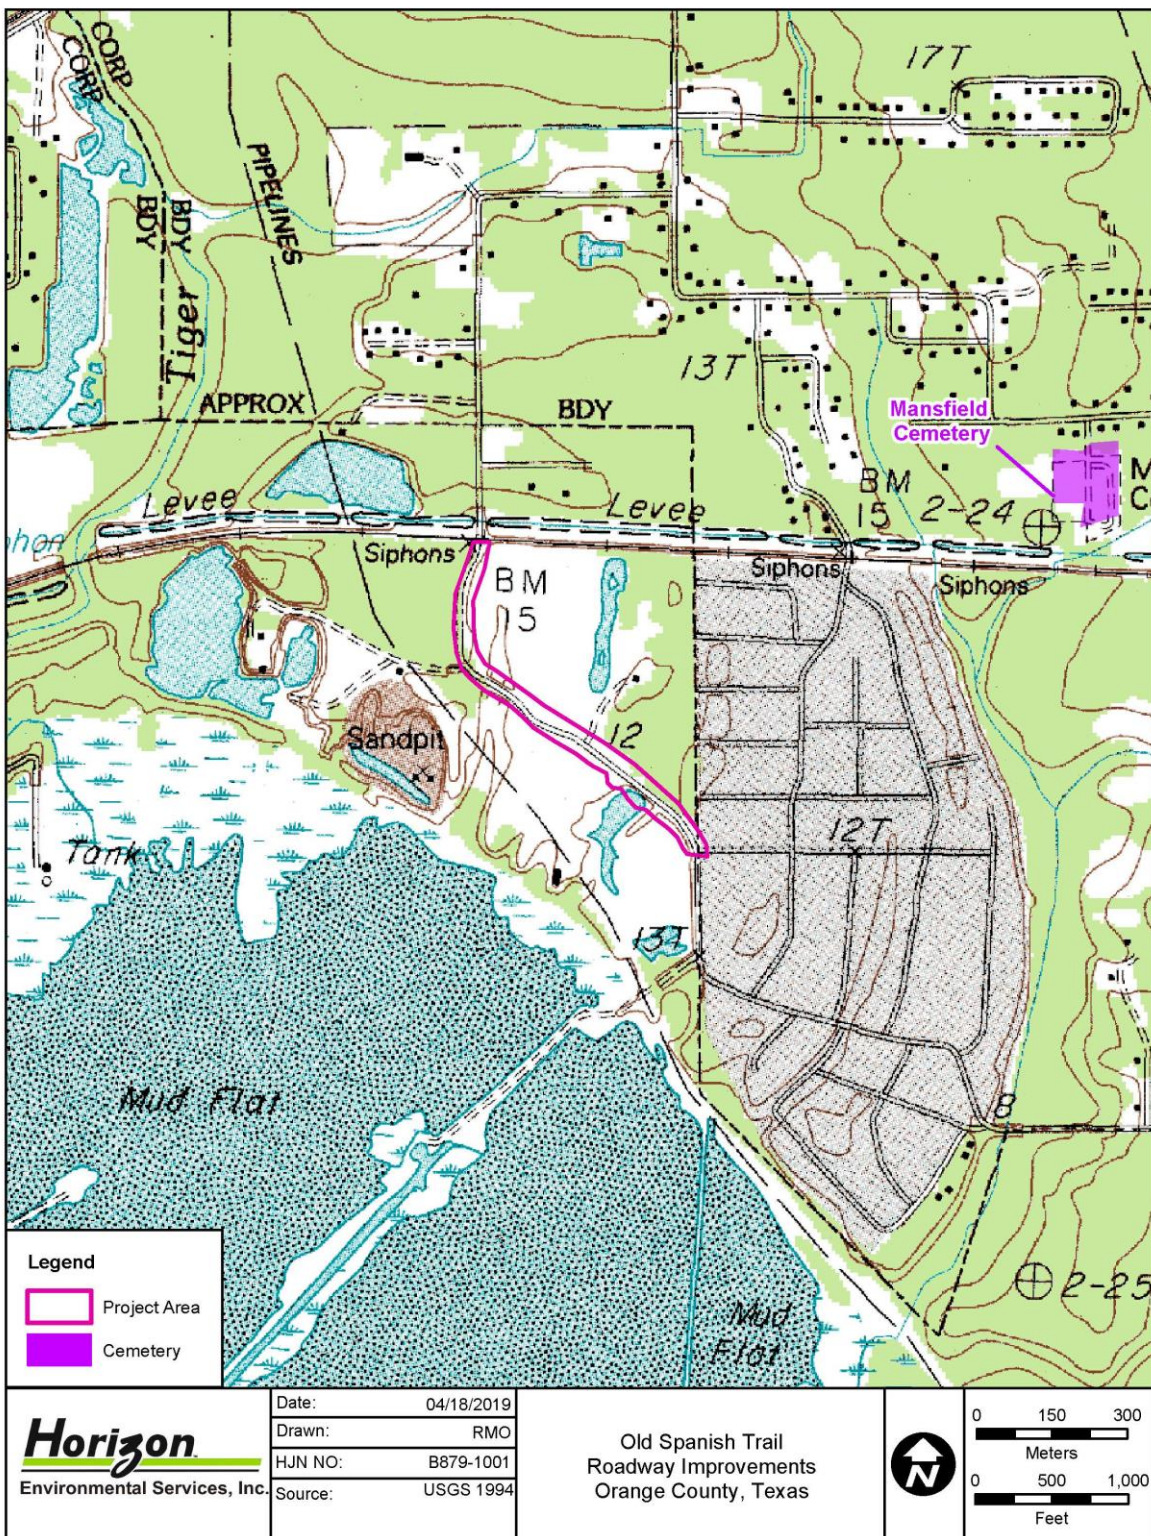 CORP
CORP
17T
PIPELINES
BDY
BDY
Tiger
13T
APPROX
BDY
Mansfield
Cemetery
Levee
Levee
BM
15
2-24
M
Siphons
Siphons
Siphons
BM
15
12
Sandpit
12T
Tank
13T
Mud Flat
8
2-25
Mud
Flat
Legend
Project Area
Cemetery
Horizon
Environmental Services, Inc.
Date: 04/18/2019
Drawn: RMO
HJN NO: B879-1001
Source: USGS 1994
Old Spanish Trail
Roadway Improvements
Orange County, Texas
N
0 150 300
Meters
0 500 1,000
Feet